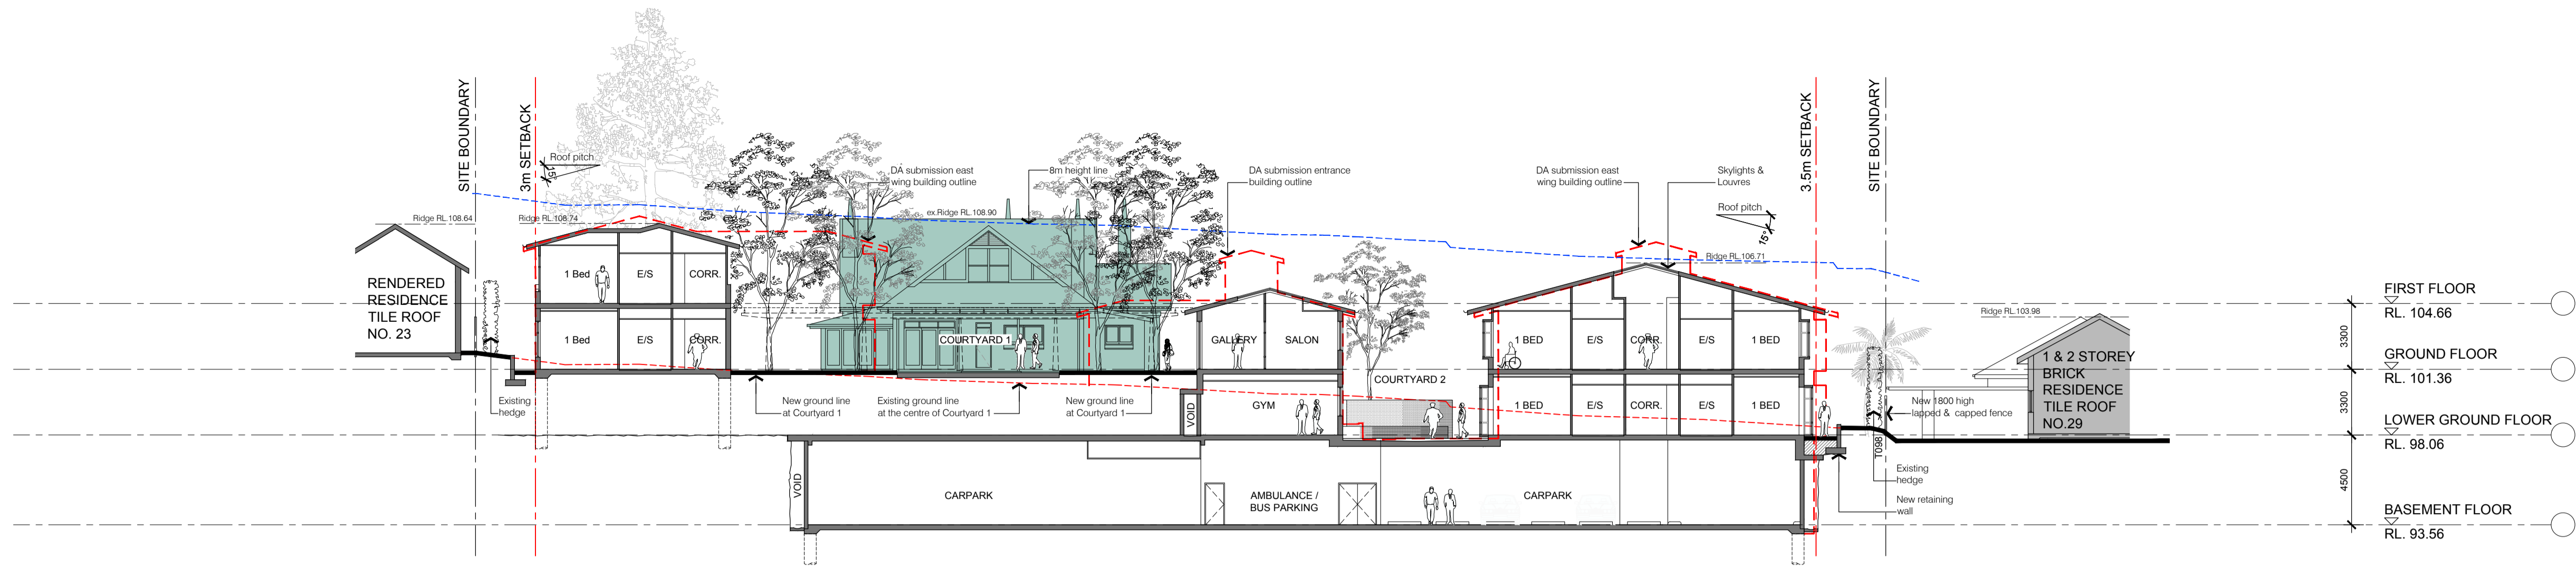 SITE BOUNDARY
3m SETBACK
Roof pitch
15°
DA submission east
wing building outline
8m height line
DA submission entrance
building outline
DA submission east
wing building outline
Skylights &
Louvres
Roof pitch
15°
3.5m SETBACK
SITE BOUNDARY
Ridge RL.108.64
Ridge RL.108.74
ex.Ridge RL.108.90
Ridge RL.106.71
Ridge RL.103.98
RENDERED
RESIDENCE
TILE ROOF
NO. 23
1 Bed
E/S
CORR.
1 Bed
E/S
CORR.
COURTYARD 1
GALLERY
SALON
GYM
VOID
COURTYARD 2
1 BED
E/S
CORR.
E/S
1 BED
1 BED
E/S
CORR.
E/S
1 BED
1 & 2 STOREY
BRICK
RESIDENCE
TILE ROOF
NO.29
Existing
hedge
New ground line
at Courtyard 1
Existing ground line
at the centre of Courtyard 1
New ground line
at Courtyard 1
New 1800 high
lapped & capped fence
T098
Existing
hedge
New retaining
wall
VOID
CARPARK
AMBULANCE /
BUS PARKING
CARPARK
FIRST FLOOR
RL. 104.66
3300
GROUND FLOOR
RL. 101.36
3300
LOWER GROUND FLOOR
RL. 98.06
4500
BASEMENT FLOOR
RL. 93.56